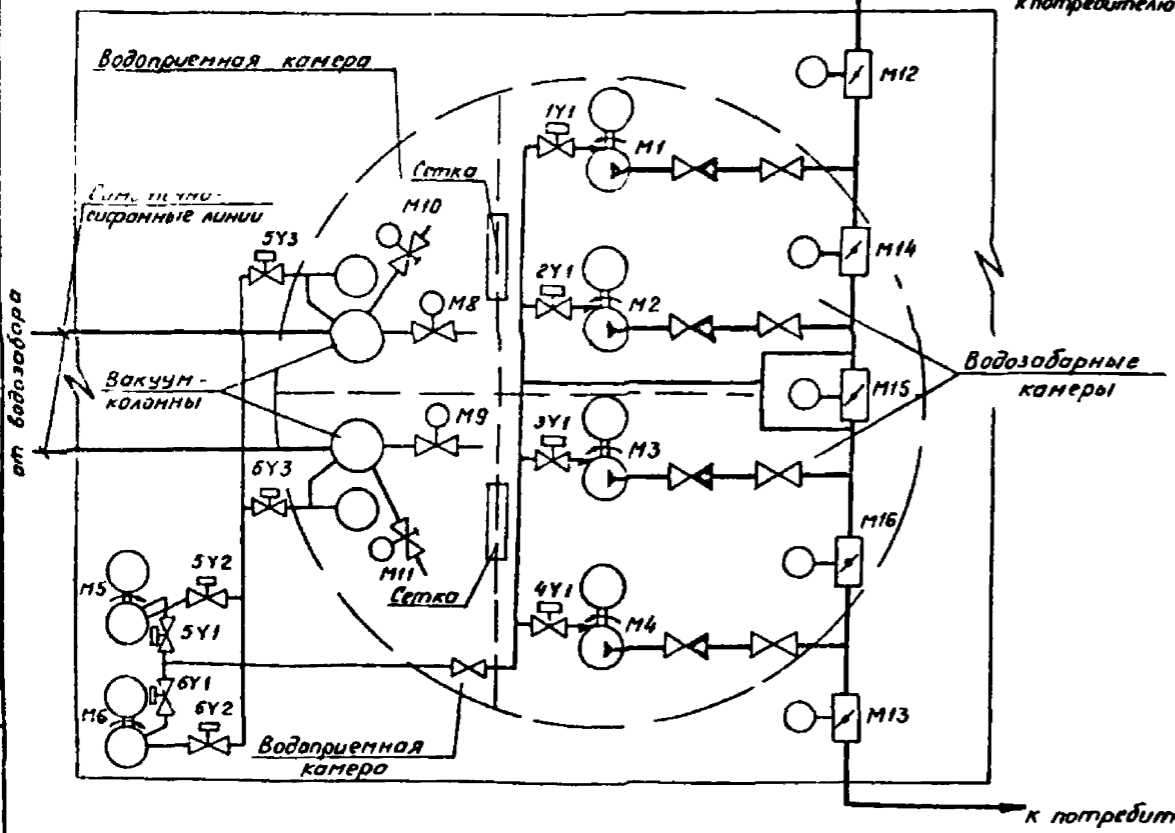 к потребителю
Водоприемная камера
М12
1У1
М1
Сетка
сифонные линии
М10
5У3
М14
2У1
М2
М8
от водозабора
Вакуум-
колонны
М15
Водозаборные
камеры
М9
3У1
М3
6У3
М16
5У2
М5
М11
Сетка
4У1
М4
5У1
6У1
М6
6У2
М13
Водоприемная
камера
к потребит